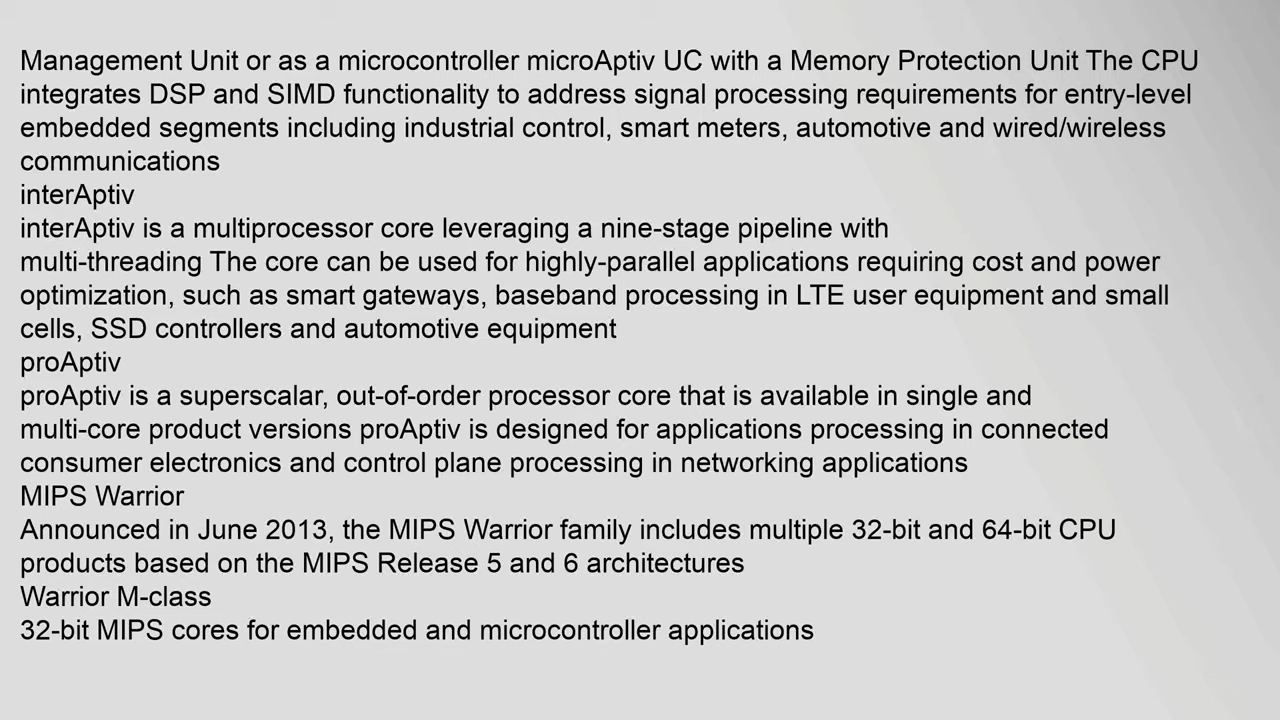 Management Unit or as a microcontroller microAptiv UC with a Memory Protection Unit The CPU
integrates DSP and SIMD functionality to address signal processing requirements for entry-level
embedded segments including industrial control, smart meters, automotive and wired/wireless
communications
interAptiv
interAptiv is a multiprocessor core leveraging a nine-stage pipeline with
multi-threading The core can be used for highly-parallel applications requiring cost and power
optimization, such as smart gateways, baseband processing in LTE user equipment and small
cells, SSD controllers and automotive equipment
proAptiv
proAptiv is a superscalar, out-of-order processor core that is available in single and
multi-core product versions proAptiv is designed for applications processing in connected
consumer electronics and control plane processing in networking applications
MIPS Warrior
Announced in June 2013, the MIPS Warrior family includes multiple 32-bit and 64-bit CPU
products based on the MIPS Release 5 and 6 architectures
Warrior M-class
32-bit MIPS cores for embedded and microcontroller applications